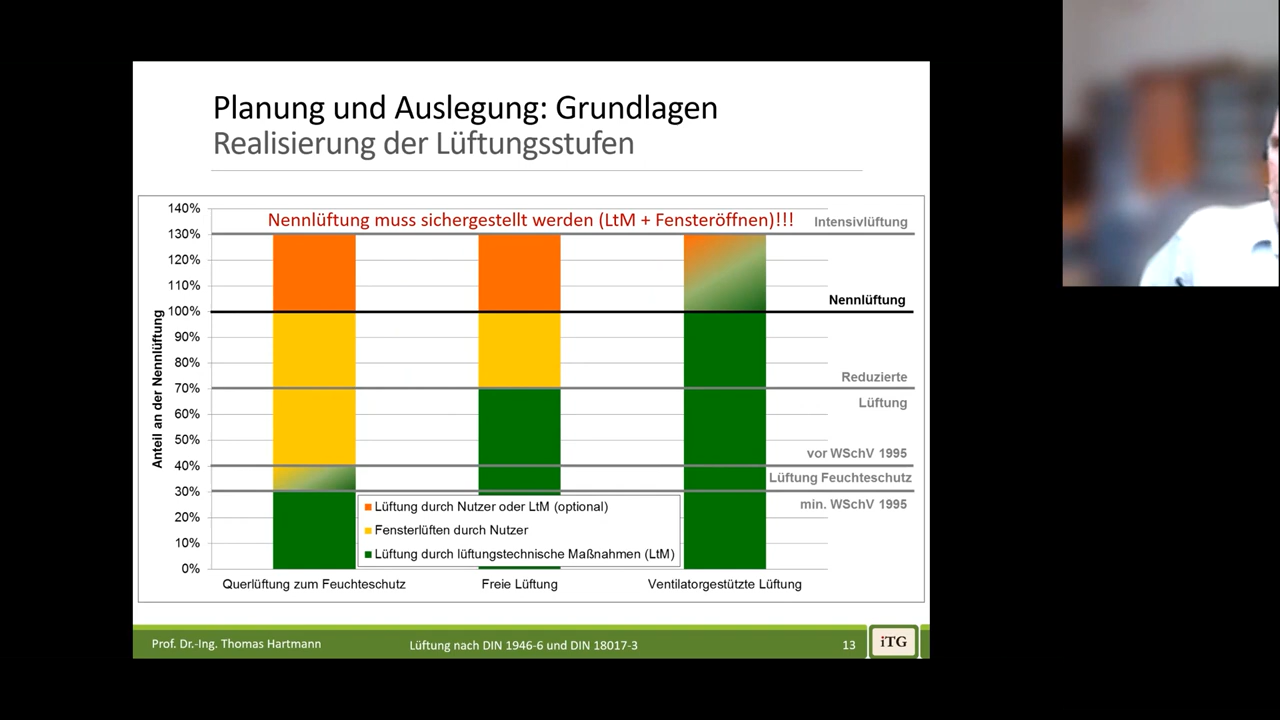 Planung und Auslegung: Grundlagen
Realisierung der Lüftungsstufen
Nennlüftung muss sichergestellt werden (LtM + Fensteröffnen)!!!
Anteil an der Nennlüftung
140%
130%
120%
110%
100%
90%
80%
70%
60%
50%
40%
30%
20%
10%
0%
Intensivlüftung
Nennlüftung
Reduzierte
Lüftung
vor WSchV 1995
Lüftung Feuchteschutz
min. WSchV 1995
Lüftung durch Nutzer oder LtM (optional)
Fensterlüften durch Nutzer
Lüftung durch lüftungstechnische Maßnahmen (LtM)
Querlüftung zum Feuchteschutz
Freie Lüftung
Ventilatorgestützte Lüftung
Prof. Dr.-Ing. Thomas Hartmann
Lüftung nach DIN 1946-6 und DIN 18017-3
13
iTG